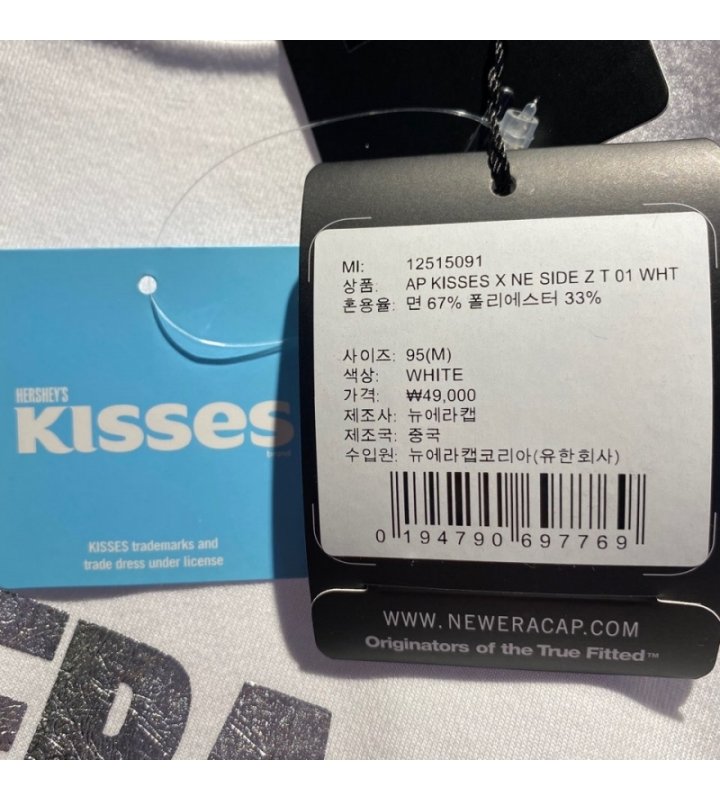 HERSHEY'S
KISSES
brand
KISSES trademarks and
trade dress under license
MI: 12515091
상품: AP KISSES X NE SIDE Z T 01 WHT
혼용율: 면 67% 폴리에스터 33%
사이즈: 95(M)
색상: WHITE
가격: ₩49,000
제조사: 뉴에라캡
제조국: 중국
수입원: 뉴에라캡코리아(유한회사)
0 194790 697769
WWW.NEWERACAP.COM
Originators of the True Fitted™